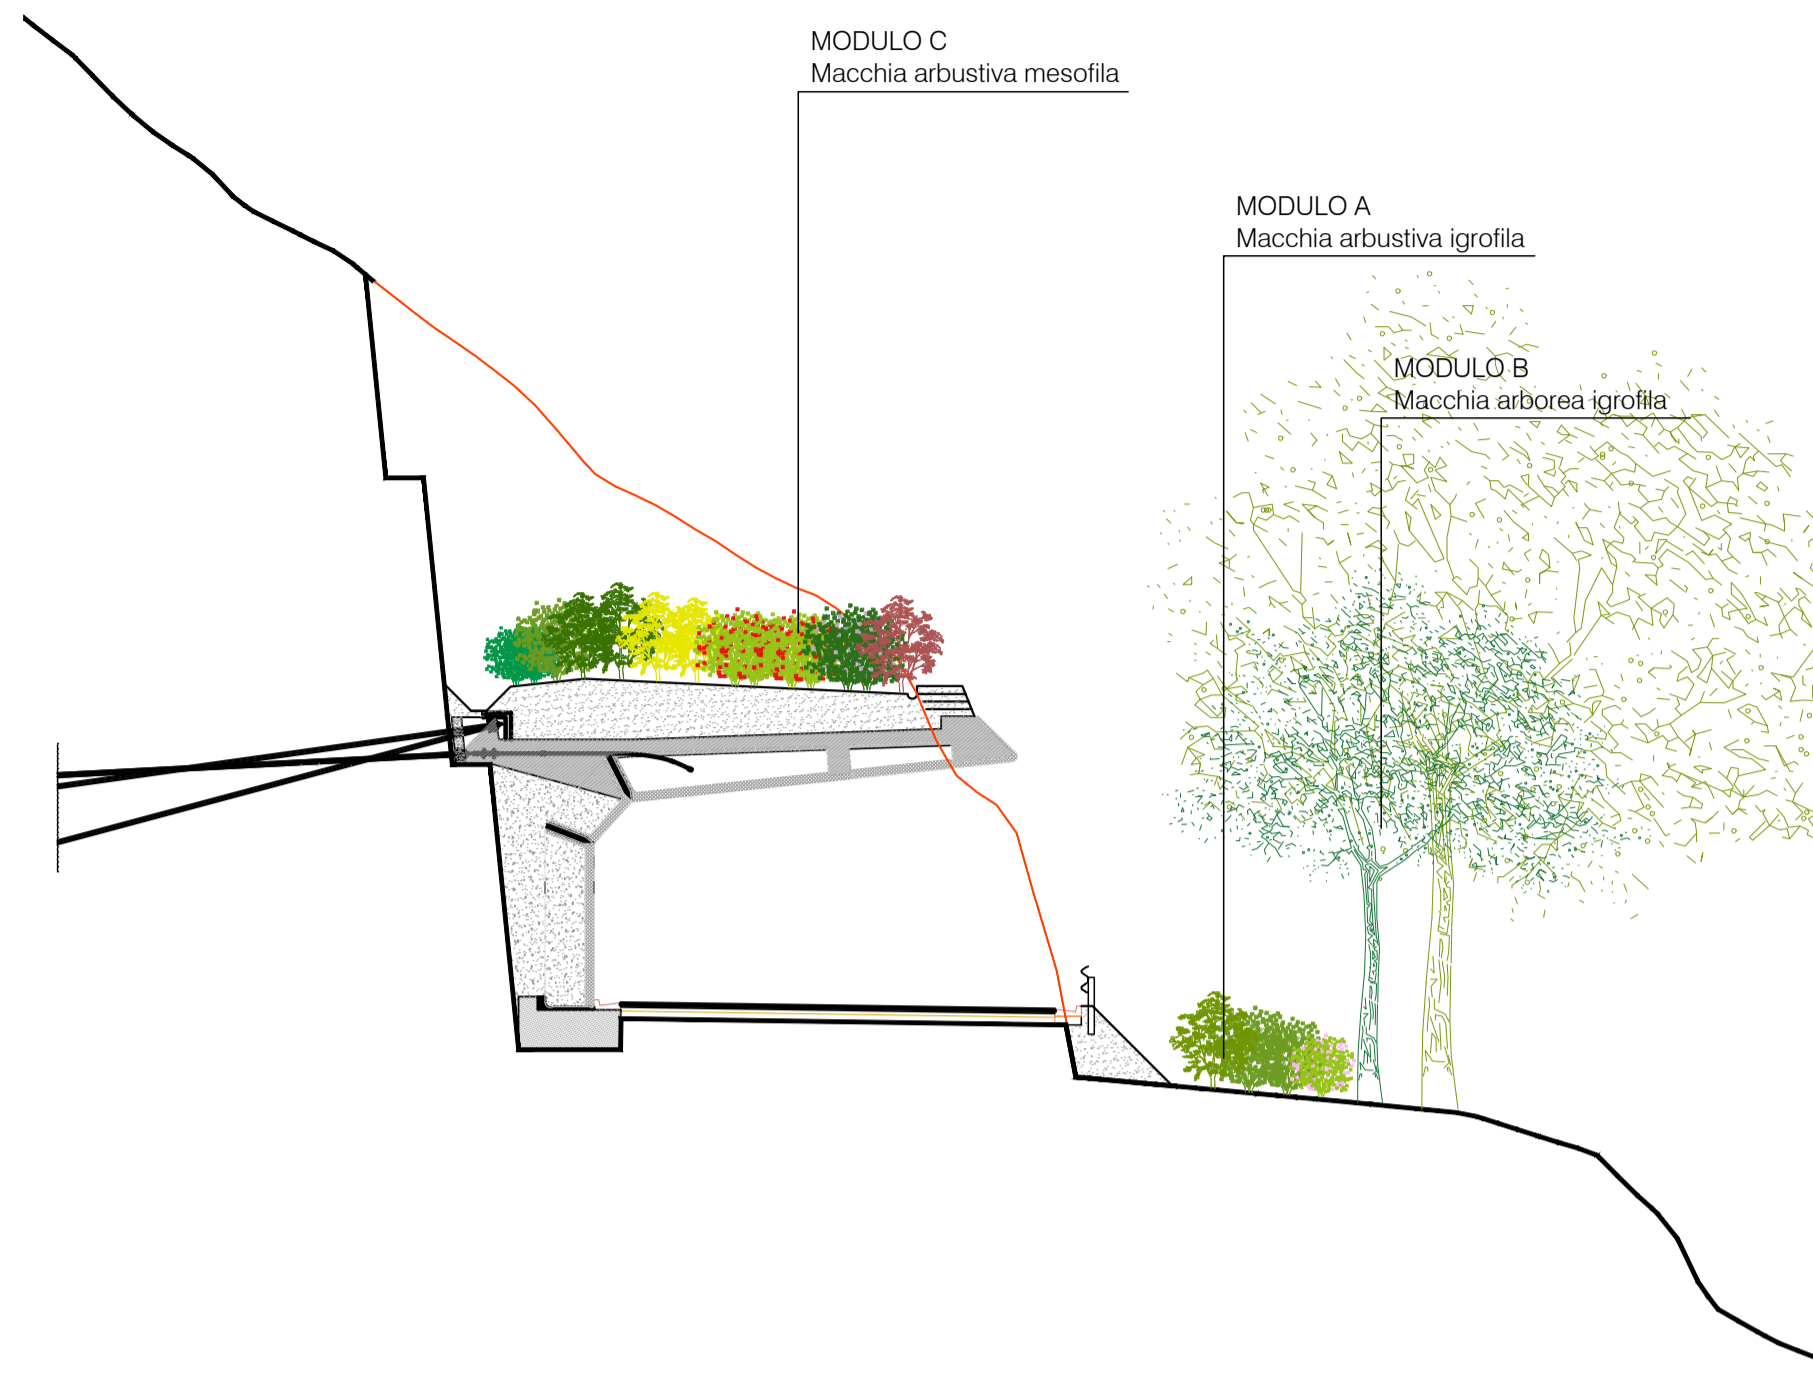 MODULO C
Macchia arbustiva mesofila
MODULO A
Macchia arbustiva igrofila
MODULO B
Macchia arborea igrofila